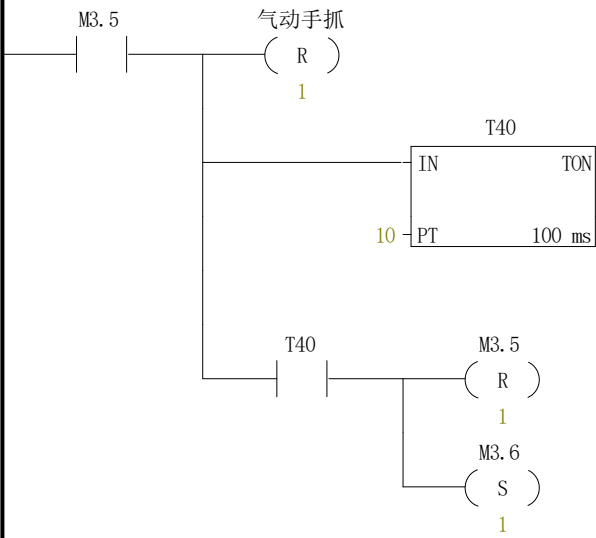 M3.5
气动手抓
R
1
T40
IN TON
10 PT 100 ms
T40 M3.5
R
1
M3.6
S
1